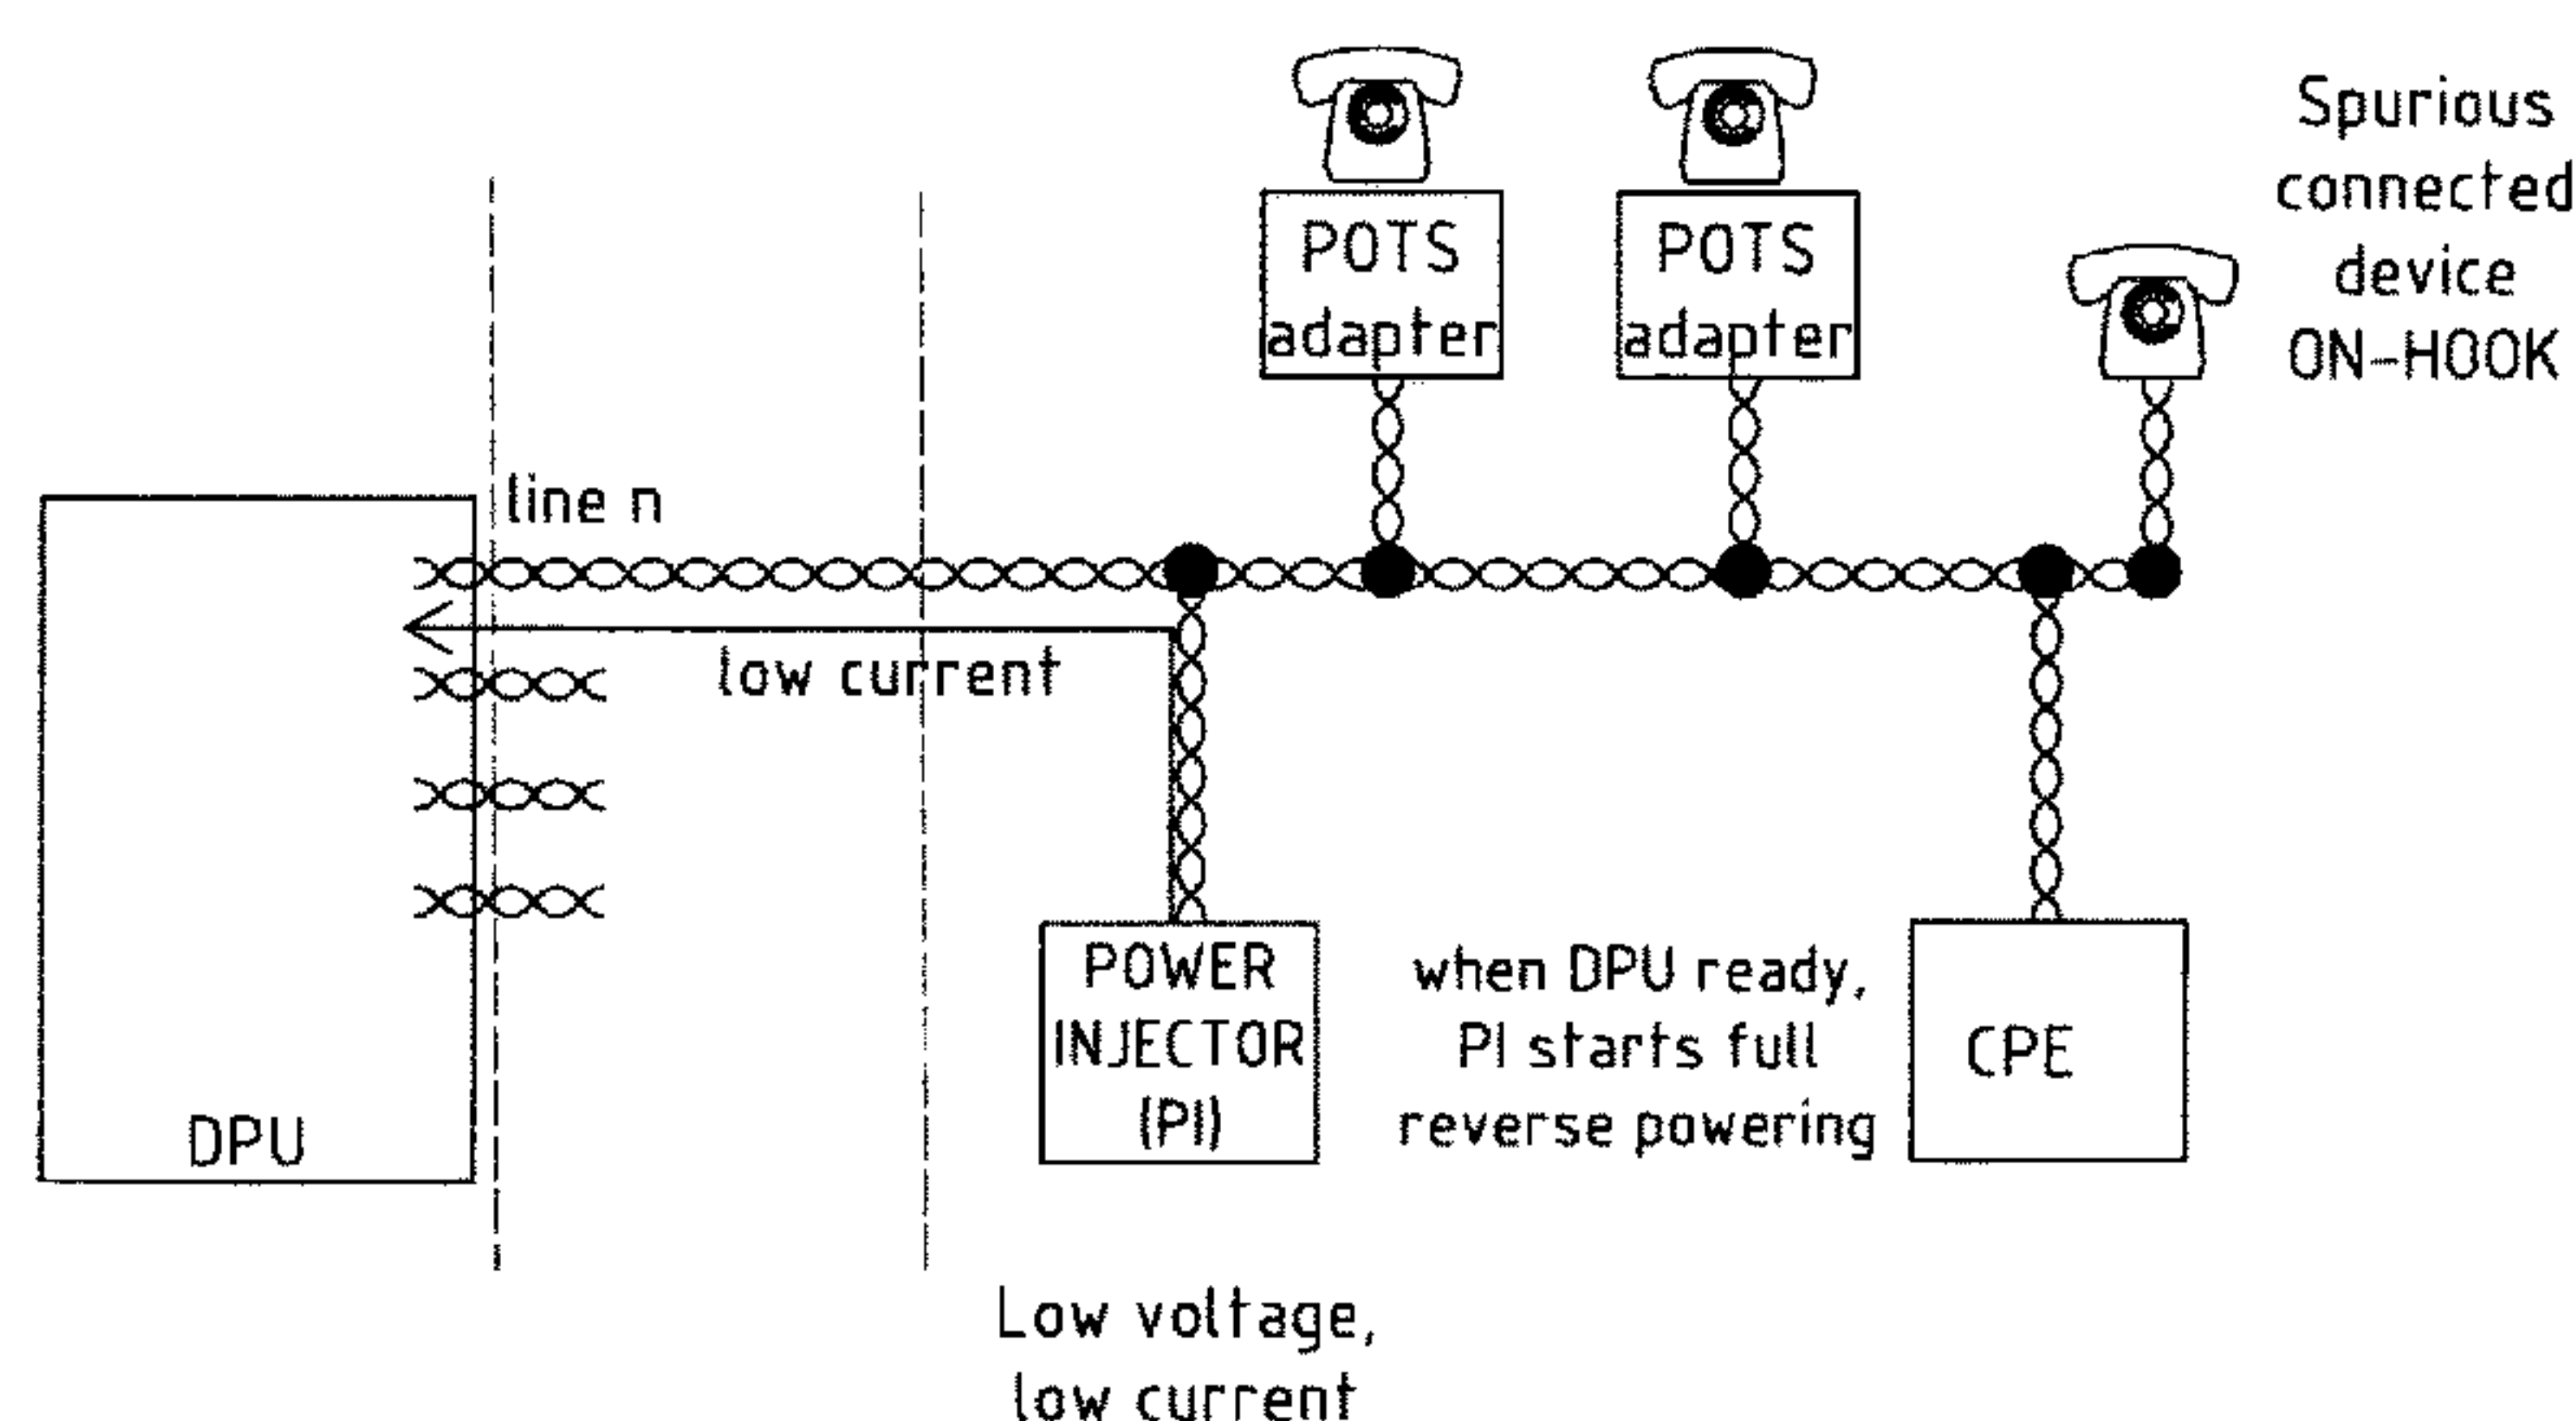 Spurious
connected
device
ON-HOOK
POTS
adapter
POTS
adapter
line n
low current
DPU
POWER
INJECTOR
(PI)
when DPU ready,
PI starts full
reverse powering
CPE
Low voltage,
low current